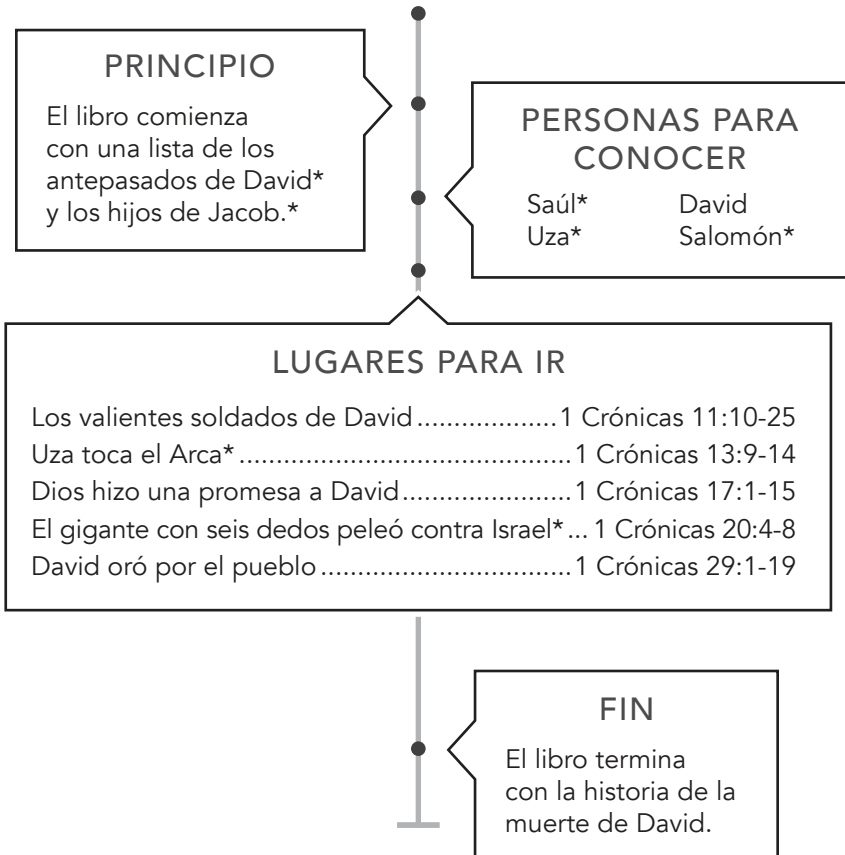 PRINCIPIO
El libro comienza
con una lista de los
antepasados de David*
y los hijos de Jacob.*
PERSONAS PARA
CONOCER
Saúl* David
Uza* Salomón*
LUGARES PARA IR
Los valientes soldados de David...................1 Crónicas 11:10-25
Uza toca el Arca*.............................................1 Crónicas 13:9-14
Dios hizo una promesa a David.......................1 Crónicas 17:1-15
El gigante con seis dedos peleó contra Israel*... 1 Crónicas 20:4-8
David oró por el pueblo..................................1 Crónicas 29:1-19
FIN
El libro termina
con la historia de la
muerte de David.